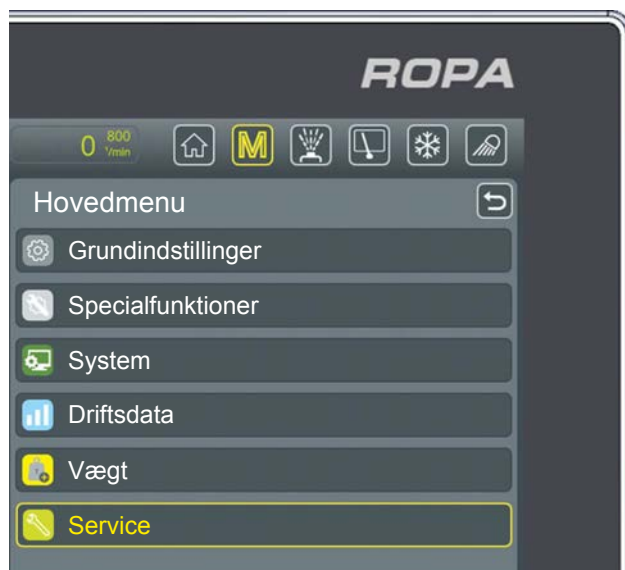 ROPA
0 800 1/min
M
Hovedmenu
Grundindstillinger
Specialfunktioner
System
Driftsdata
Vægt
Service